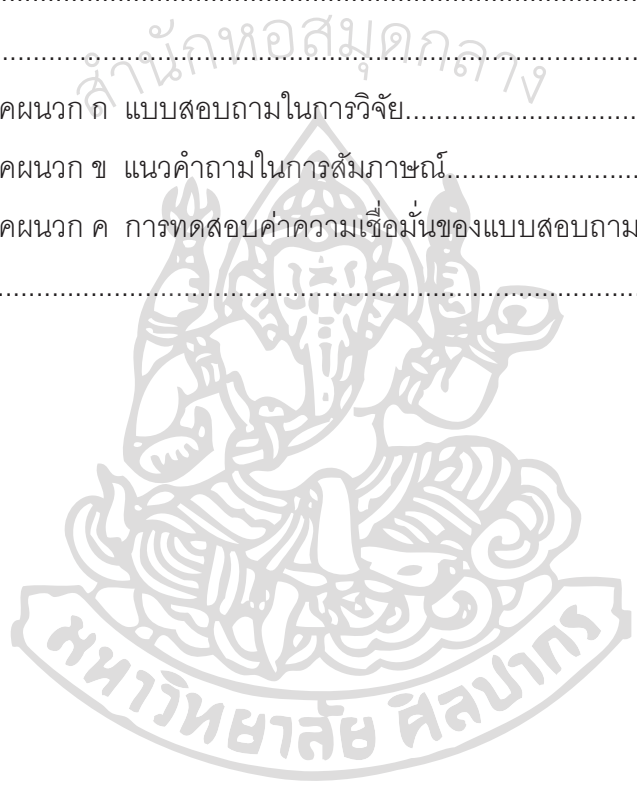 ....................................................................................
สำนักหอสมุดกลาง
....................................................................................
คผนวก ก แบบสอบถามในการวิจัย..............................
คผนวก ข แนวคำถามในการสัมภาษณ์.........................
คผนวก ค การทดสอบค่าความเชื่อมั่นของแบบสอบถาม
....................................................................................
มหาวิทยาลัย ศิลปากร